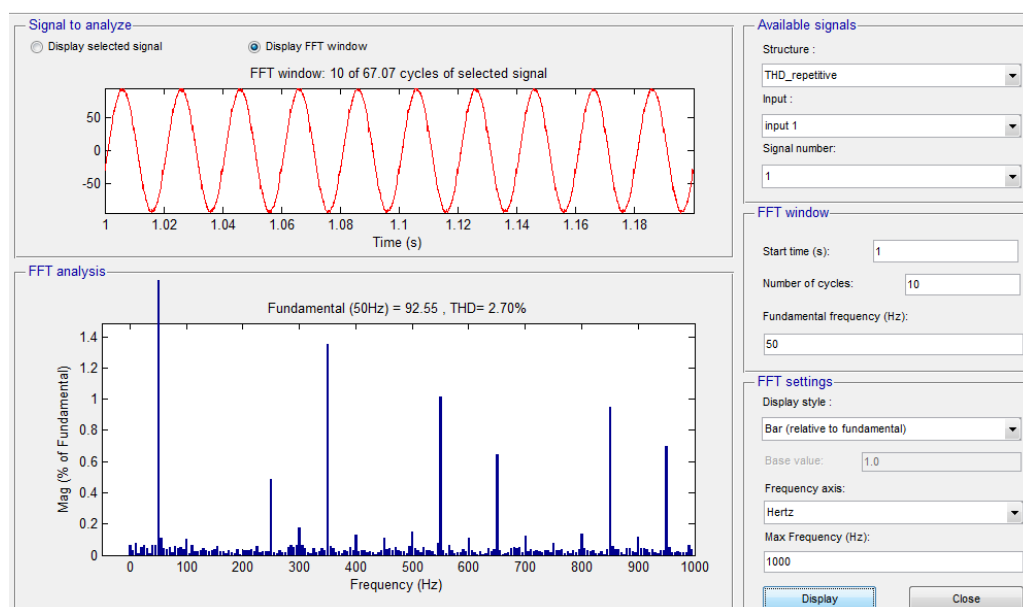 Signal to analyze
Display selected signal
Display FFT window
FFT window: 10 of 67.07 cycles of selected signal
50
0
-50
1 1.02 1.04 1.06 1.08 1.1 1.12 1.14 1.16 1.18
Time (s)
FFT analysis
Fundamental (50Hz) = 92.55 , THD= 2.70%
Mag (% of Fundamental)
1.4
1.2
1
0.8
0.6
0.4
0.2
0
0 100 200 300 400 500 600 700 800 900 1000
Frequency (Hz)
Available signals
Structure :
THD_repetitive
Input :
input 1
Signal number:
1
FFT window
Start time (s): 1
Number of cycles: 10
Fundamental frequency (Hz):
50
FFT settings
Display style :
Bar (relative to fundamental)
Base value: 1.0
Frequency axis:
Hertz
Max Frequency (Hz):
1000
Display Close